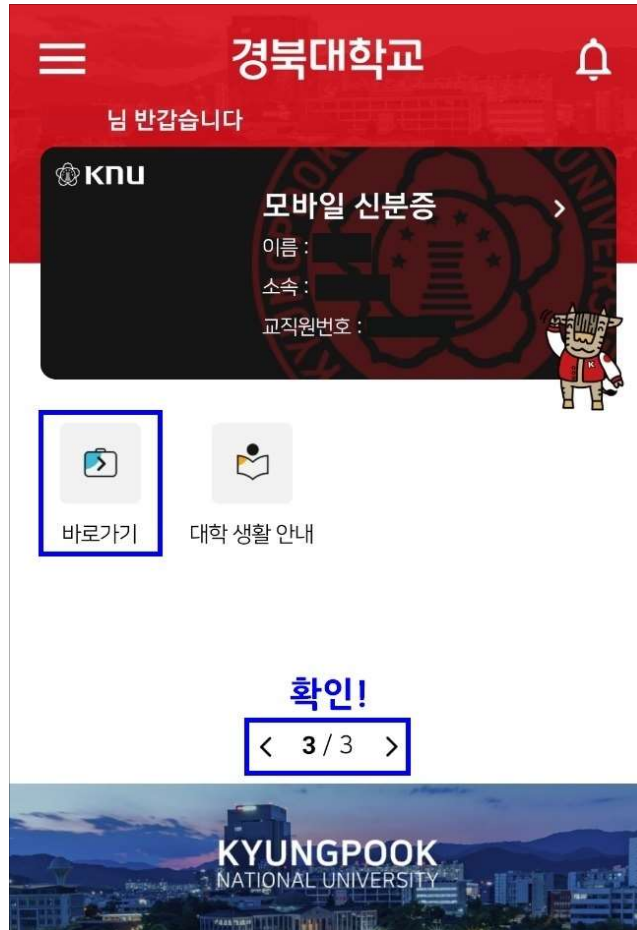 경북대학교
님 반갑습니다
KNU
모바일 신분증
이름 :
소속 :
교직원번호 :
바로가기
대학 생활 안내
확인!
< 3 / 3 >
KYUNGPOOK
NATIONAL UNIVERSITY